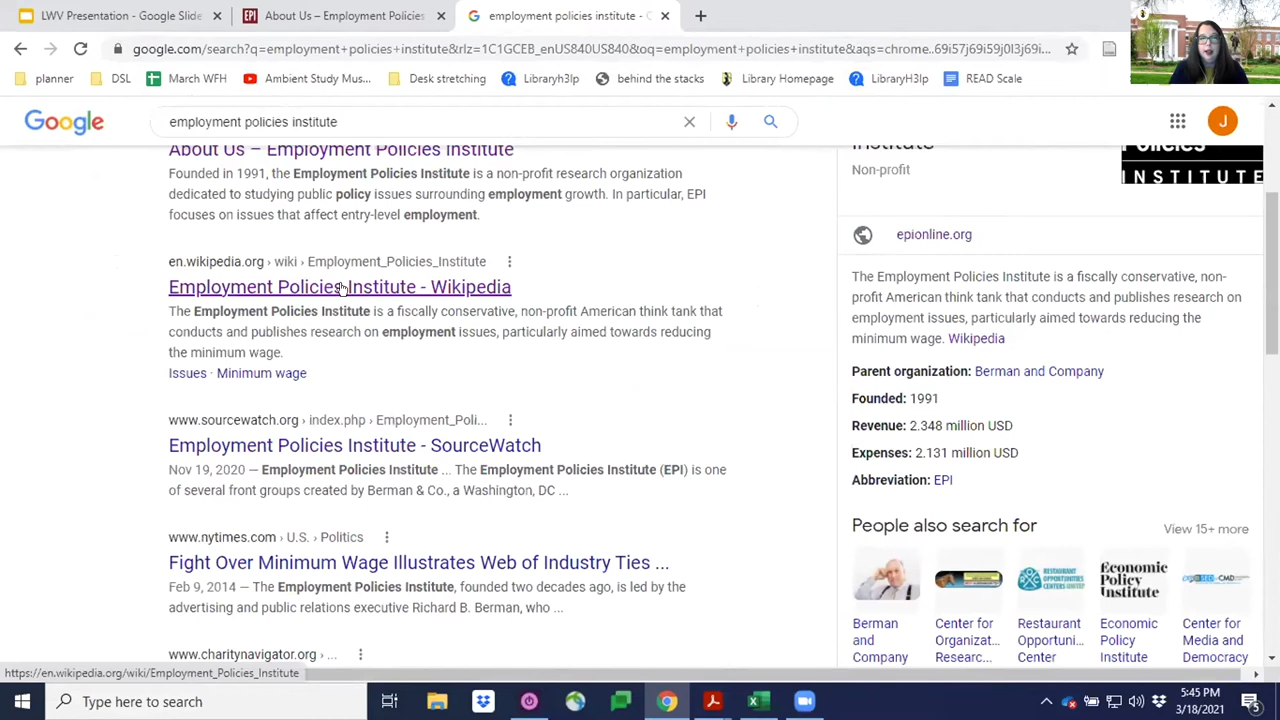 LWV Presentation - Google Slide
About Us – Employment Policies
employment policies institute - G
google.com/search?q=employment+policies+institute&rlz=1C1GCEB_enUS840US840&oq=employment+policies+institute&aqs=chrome..69i57j69i59j0l3j69i...
planner
DSL
March WFH
Ambient Study Mus...
Desk stretching
LibraryH3lp
behind the stacks
Library Homepage
LibraryH3lp
READ Scale
Google
employment policies institute
J
About Us – Employment Policies Institute
Founded in 1991, the Employment Policies Institute is a non-profit research organization
dedicated to studying public policy issues surrounding employment growth. In particular, EPI
focuses on issues that affect entry-level employment.
en.wikipedia.org › wiki › Employment_Policies_Institute
Employment Policies Institute - Wikipedia
The Employment Policies Institute is a fiscally conservative, non-profit American think tank that
conducts and publishes research on employment issues, particularly aimed towards reducing
the minimum wage.
Issues · Minimum wage
www.sourcewatch.org › index.php › Employment_Poli...
Employment Policies Institute - SourceWatch
Nov 19, 2020 — Employment Policies Institute ... The Employment Policies Institute (EPI) is one
of several front groups created by Berman & Co., a Washington, DC ...
www.nytimes.com › U.S. › Politics
Fight Over Minimum Wage Illustrates Web of Industry Ties ...
Feb 9, 2014 — The Employment Policies Institute, founded two decades ago, is led by the
advertising and public relations executive Richard B. Berman, who ...
www.charitynavigator.org › ...
Institute
Non-profit
Policies
INSTITUTE
epionline.org
The Employment Policies Institute is a fiscally conservative, non-
profit American think tank that conducts and publishes research on
employment issues, particularly aimed towards reducing the
minimum wage. Wikipedia
Parent organization: Berman and Company
Founded: 1991
Revenue: 2.348 million USD
Expenses: 2.131 million USD
Abbreviation: EPI
People also search for
View 15+ more
Economic
Policy
Institute
Berman
and
Company
Center for
Organizat...
Researc...
Restaurant
Opportuni...
Center
Economic
Policy
Institute
Center for
Media and
Democracy
https://en.wikipedia.org/wiki/Employment_Policies_Institute
Type here to search
5:45 PM
3/18/2021
5